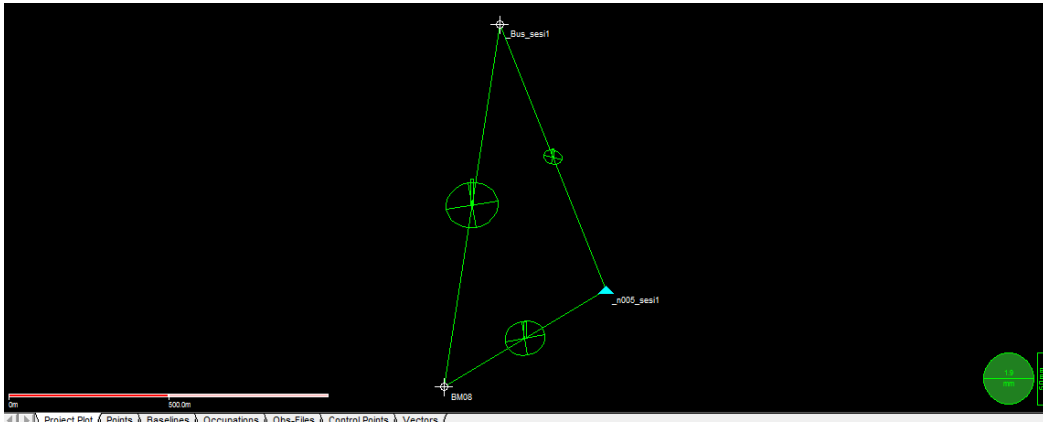 _Bus_sesi1
_n005_sesi1
BM08
1.9
mm
0m
500.0m
Project Plot
Points
Baselines
Occupations
Obs-Files
Control Points
Vectors